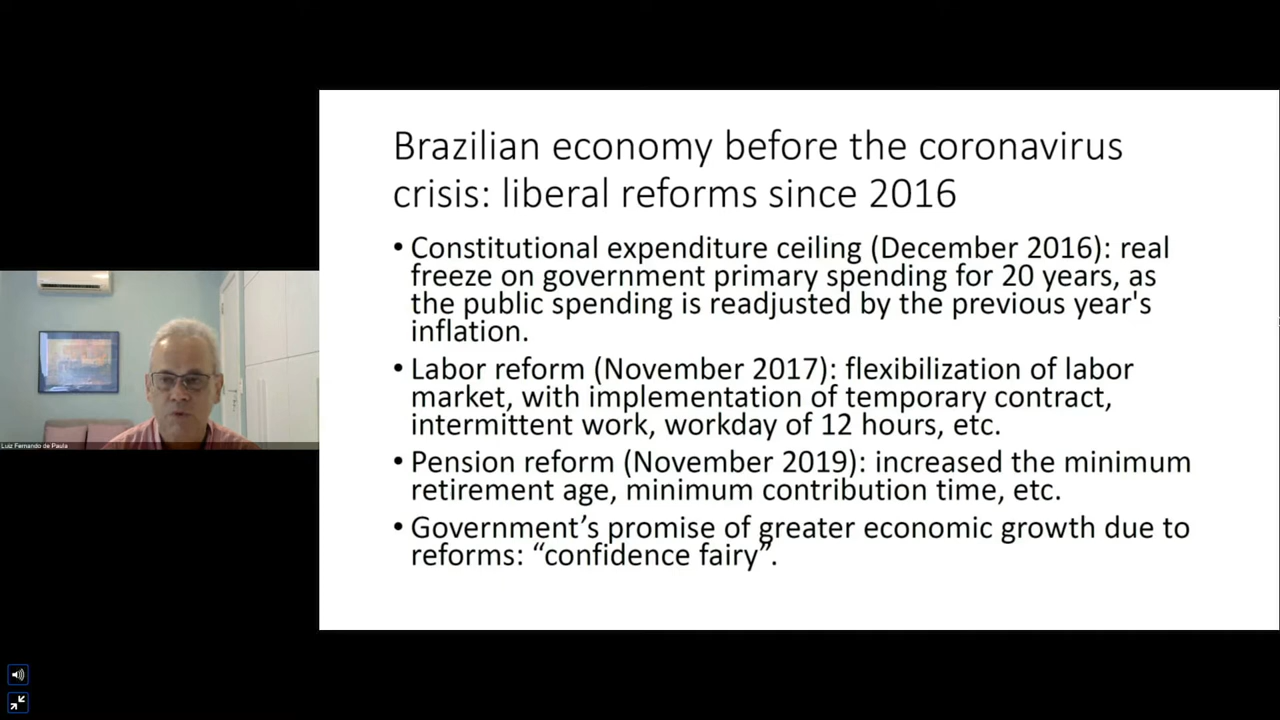 Brazilian economy before the coronavirus
crisis: liberal reforms since 2016
• Constitutional expenditure ceiling (December 2016): real
freeze on government primary spending for 20 years, as
the public spending is readjusted by the previous year's
inflation.
• Labor reform (November 2017): flexibilization of labor
market, with implementation of temporary contract,
intermittent work, workday of 12 hours, etc.
• Pension reform (November 2019): increased the minimum
retirement age, minimum contribution time, etc.
• Government’s promise of greater economic growth due to
reforms: “confidence fairy”.
Luiz Fernando de Paula